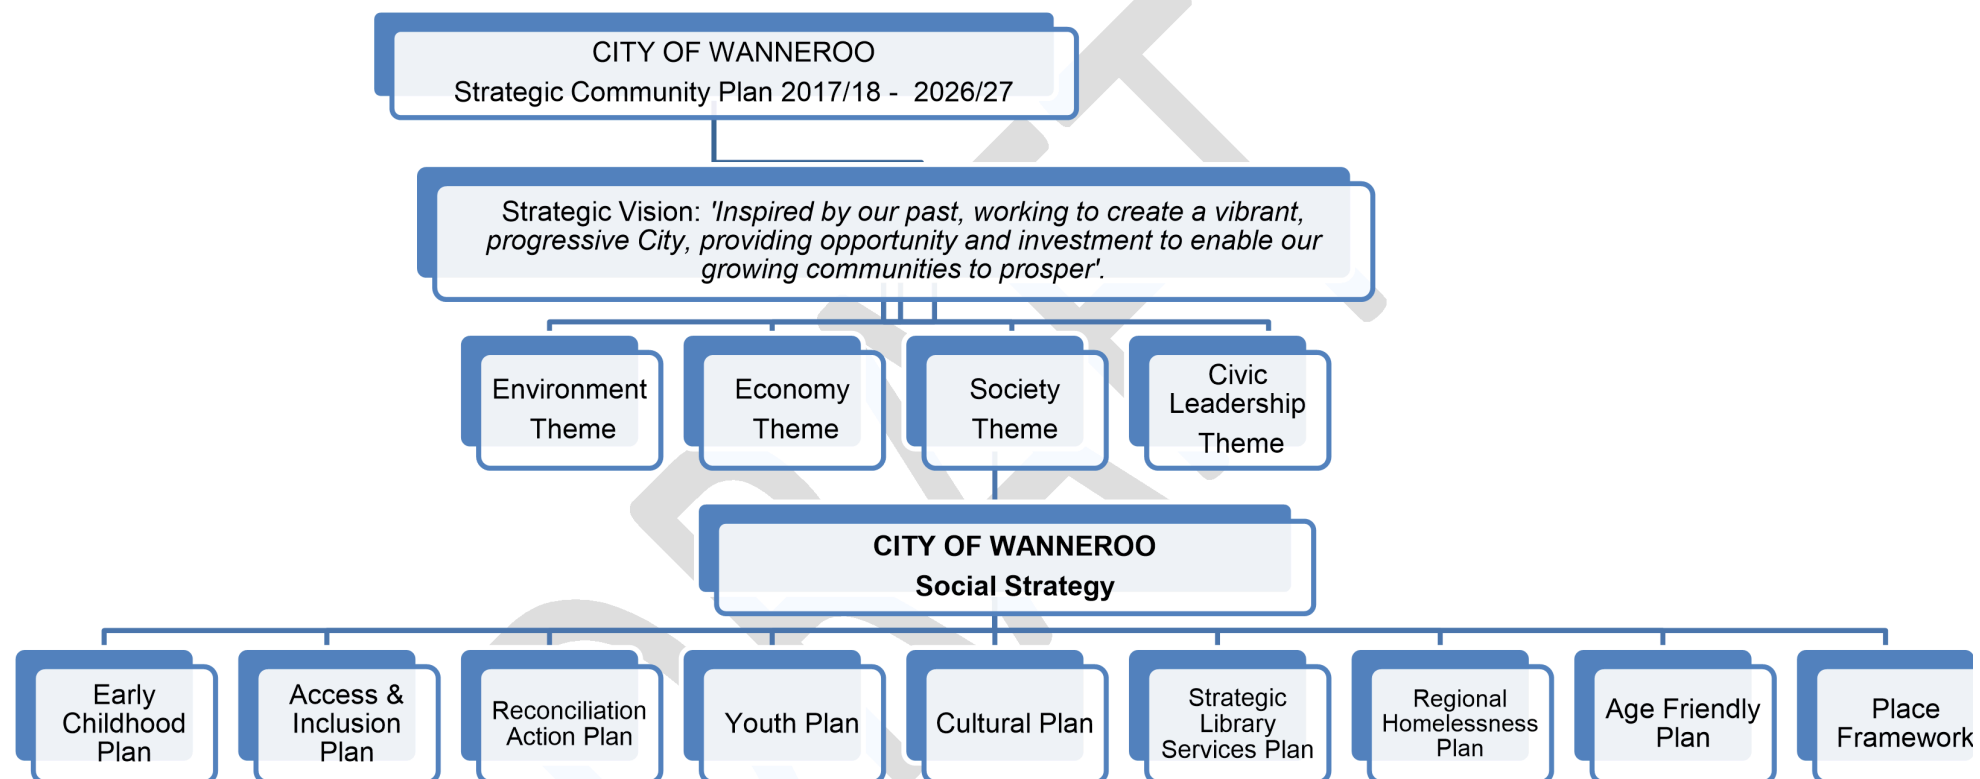 CITY OF WANNEROO
Strategic Community Plan 2017/18 -  2026/27
Strategic Vision: 'Inspired by our past, working to create a vibrant,
progressive City, providing opportunity and investment to enable our
growing communities to prosper'.
Environment
Theme
Economy
Theme
Society
Theme
Civic
Leadership
Theme
CITY OF WANNEROO
Social Strategy
Early
Childhood
Plan
Access &
Inclusion
Plan
Reconciliation
Action Plan
Youth Plan
Cultural Plan
Strategic
Library
Services Plan
Regional
Homelessness
Plan
Age Friendly
Plan
Place
Framework